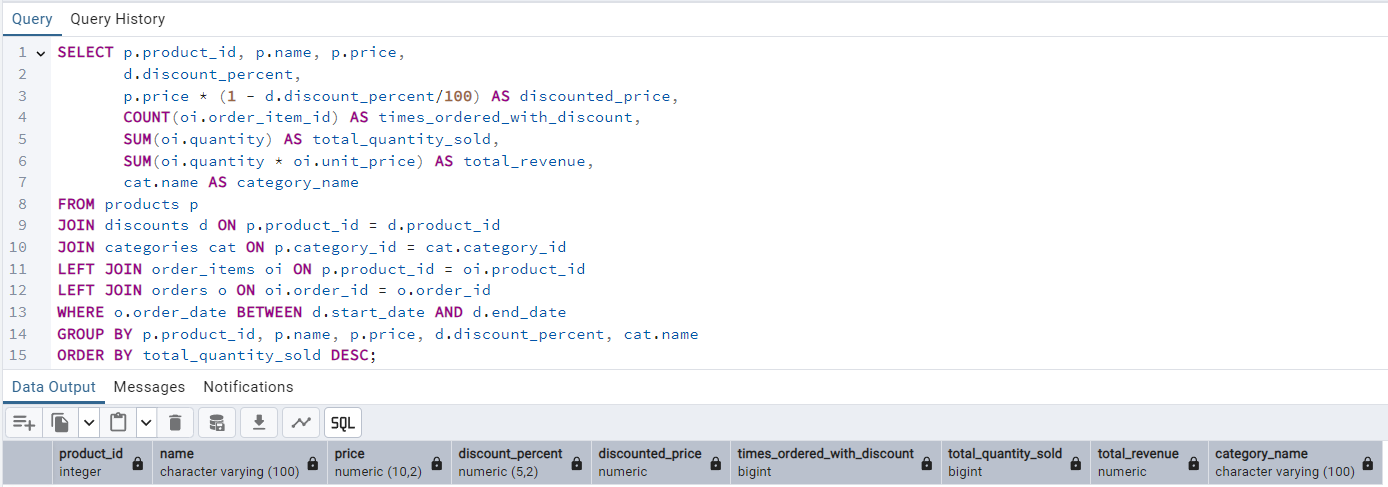 Query Query History
1 SELECT p.product_id, p.name, p.price,
2 d.discount_percent,
3 p.price * (1 - d.discount_percent/100) AS discounted_price,
4 COUNT(oi.order_item_id) AS times_ordered_with_discount,
5 SUM(oi.quantity) AS total_quantity_sold,
6 SUM(oi.quantity * oi.unit_price) AS total_revenue,
7 cat.name AS category_name
8 FROM products p
9 JOIN discounts d ON p.product_id = d.product_id
10 JOIN categories cat ON p.category_id = cat.category_id
11 LEFT JOIN order_items oi ON p.product_id = oi.product_id
12 LEFT JOIN orders o ON oi.order_id = o.order_id
13 WHERE o.order_date BETWEEN d.start_date AND d.end_date
14 GROUP BY p.product_id, p.name, p.price, d.discount_percent, cat.name
15 ORDER BY total_quantity_sold DESC;
Data Output Messages Notifications
SQL
product_id name price discount_percent discounted_price times_ordered_with_discount total_quantity_sold total_revenue category_name
integer character varying (100) numeric (10,2) numeric (5,2) numeric bigint bigint numeric character varying (100)